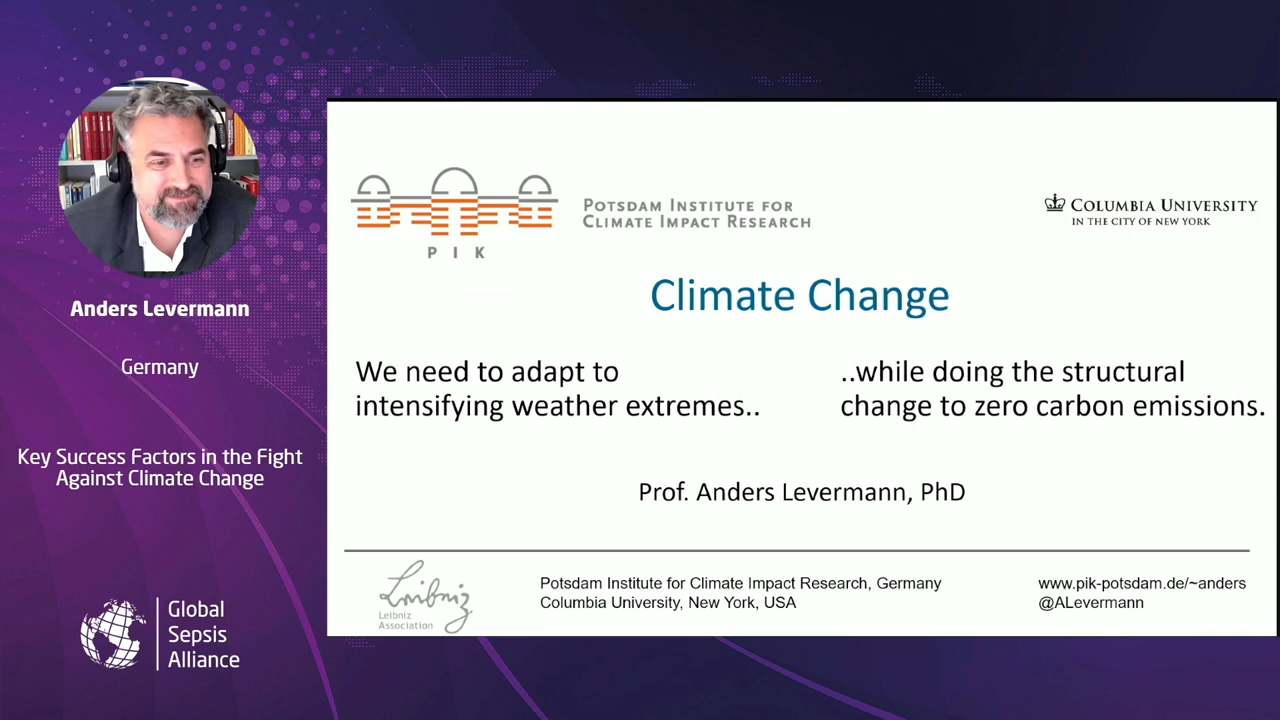 Anders Levermann
Germany
Key Success Factors in the Fight
Against Climate Change
Global
Sepsis
Alliance
P I K
POTSDAM INSTITUTE FOR
CLIMATE IMPACT RESEARCH
COLUMBIA UNIVERSITY
IN THE CITY OF NEW YORK
Climate Change
We need to adapt to
intensifying weather extremes..
..while doing the structural
change to zero carbon emissions.
Prof. Anders Levermann, PhD
Leibniz
Leibniz
Association
Potsdam Institute for Climate Impact Research, Germany
Columbia University, New York, USA
www.pik-potsdam.de/~anders
@ALevermann